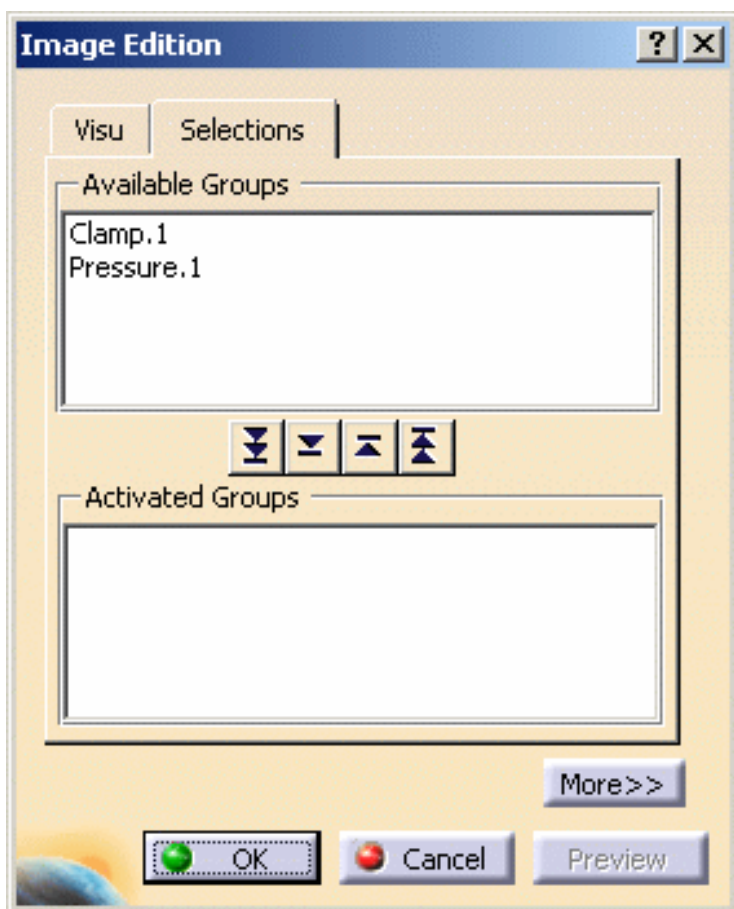 Image Edition
Visu
Selections
Available Groups
Clamp.1
Pressure.1
Activated Groups
More>>
OK
Cancel
Preview